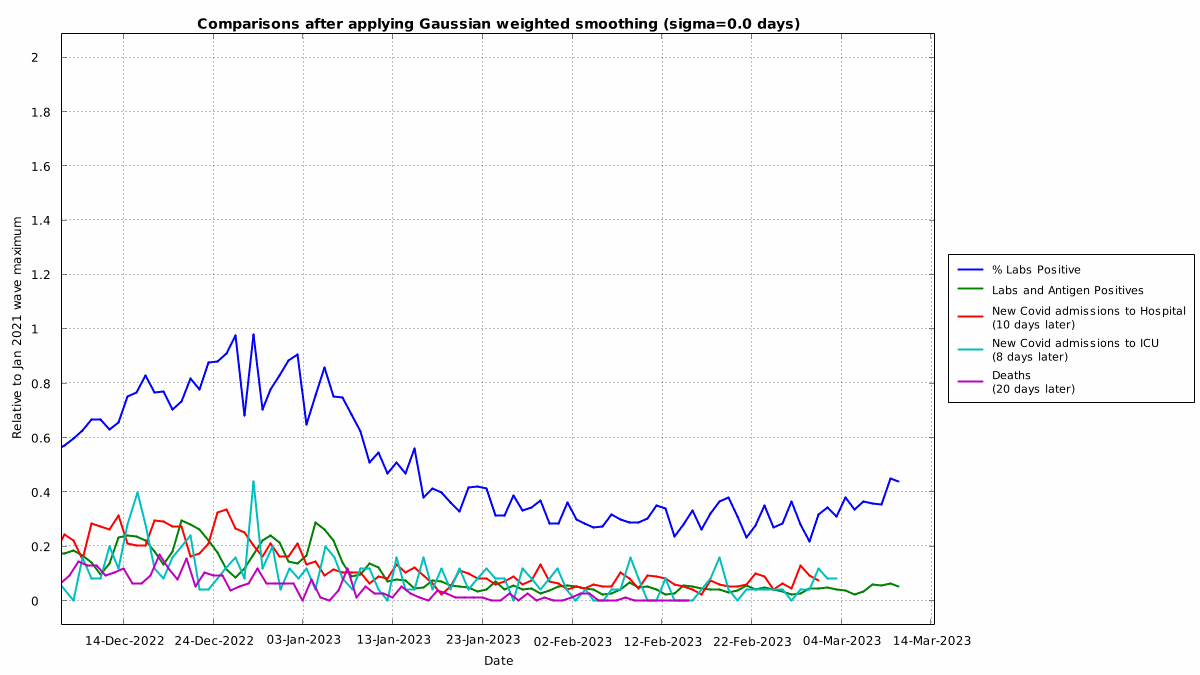 Comparisons after applying Gaussian weighted smoothing (sigma=0.0 days)
Relative to Jan 2021 wave maximum
2
1.8
1.6
1.4
1.2
1
0.8
0.6
0.4
0.2
0
14-Dec-2022 24-Dec-2022 03-Jan-2023 13-Jan-2023 23-Jan-2023 02-Feb-2023 12-Feb-2023 22-Feb-2023 04-Mar-2023 14-Mar-2023
Date
% Labs Positive
Labs and Antigen Positives
New Covid admissions to Hospital
(10 days later)
New Covid admissions to ICU
(8 days later)
Deaths
(20 days later)